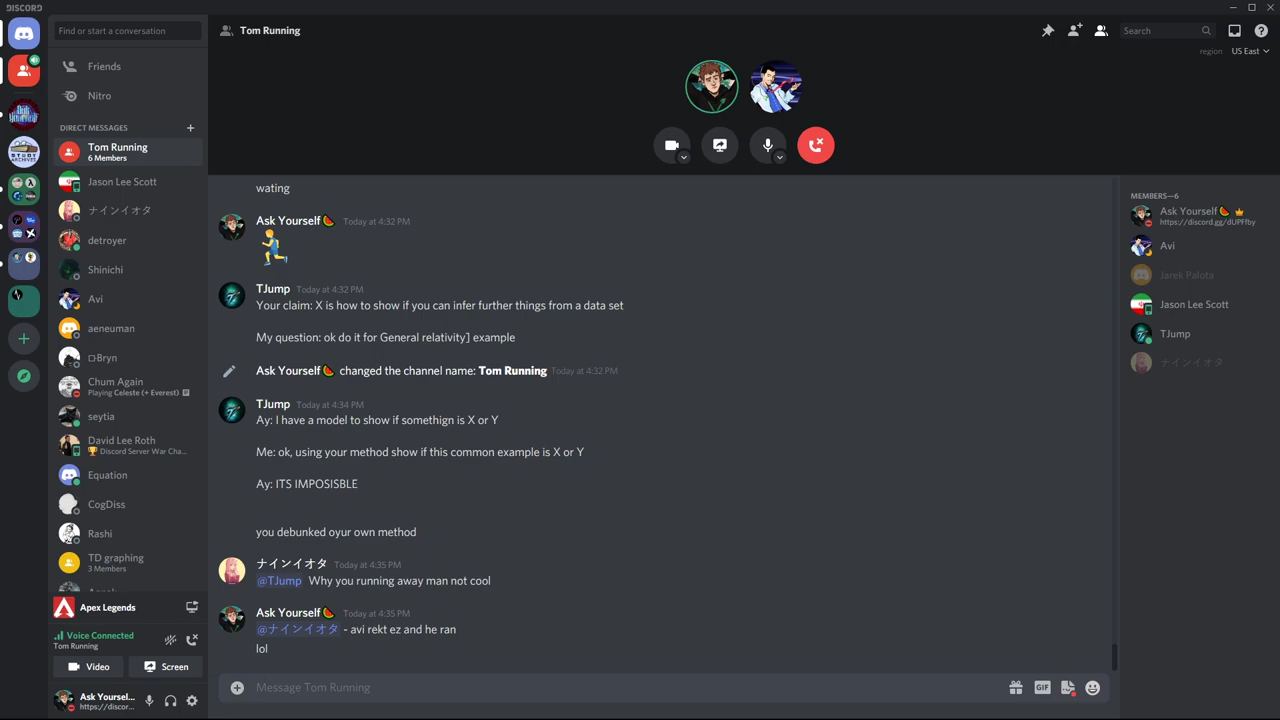 DISCORD
Find or start a conversation
Tom Running
Search
region
US East
Friends
Nitro
DIRECT MESSAGES
Tom Running
6 Members
Jason Lee Scott
ナインイオタ
detroyer
Shinichi
Avi
aeneuman
Bryn
Chum Again
Playing Celeste (+ Everest)
seytia
David Lee Roth
Discord Server War Cha...
Equation
CogDiss
Rashi
TD graphing
3 Members
Apex Legends
Voice Connected
Tom Running
Video
Screen
Ask Yoursel...
https://discor...
wating
Ask Yourself🍉 Today at 4:32 PM
TJump Today at 4:32 PM
Your claim: X is how to show if you can infer further things from a data set
My question: ok do it for General relativity] example
Ask Yourself🍉 changed the channel name: Tom Running Today at 4:32 PM
TJump Today at 4:34 PM
Ay: I have a model to show if somethign is X or Y
Me: ok, using your method show if this common example is X or Y
Ay: ITS IMPOSISBLE
you debunked oyur own method
ナインイオタ Today at 4:35 PM
@TJump Why you running away man not cool
Ask Yourself🍉 Today at 4:35 PM
@ナインイオタ - avi rekt ez and he ran
lol
Message Tom Running
GIF
MEMBERS—6
Ask Yourself🍉
https://discord.gg/dUPFfby
Avi
Jarek Palota
Jason Lee Scott
TJump
ナインイオタ